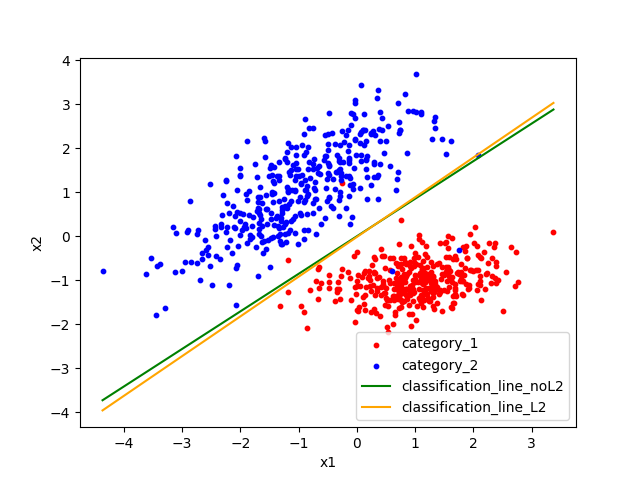 4
3
2
1
0
−1
−2
−3
−4
x2
category_1
category_2
classification_line_noL2
classification_line_L2
−4 −3 −2 −1 0 1 2 3
x1